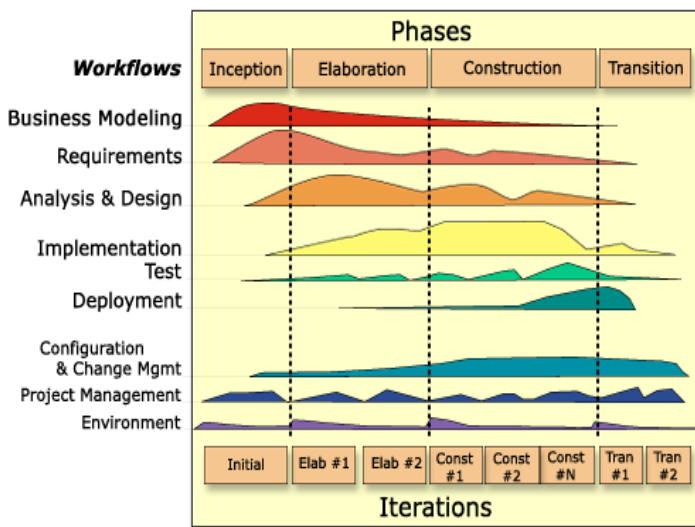 Phases
Workflows
Inception
Elaboration
Construction
Transition
Business Modeling
Requirements
Analysis & Design
Implementation
Test
Deployment
Configuration
& Change Mgmt
Project Management
Environment
Initial
Elab #1
Elab #2
Const
#1
Const
#2
Const
#N
Tran
#1
Tran
#2
Iterations